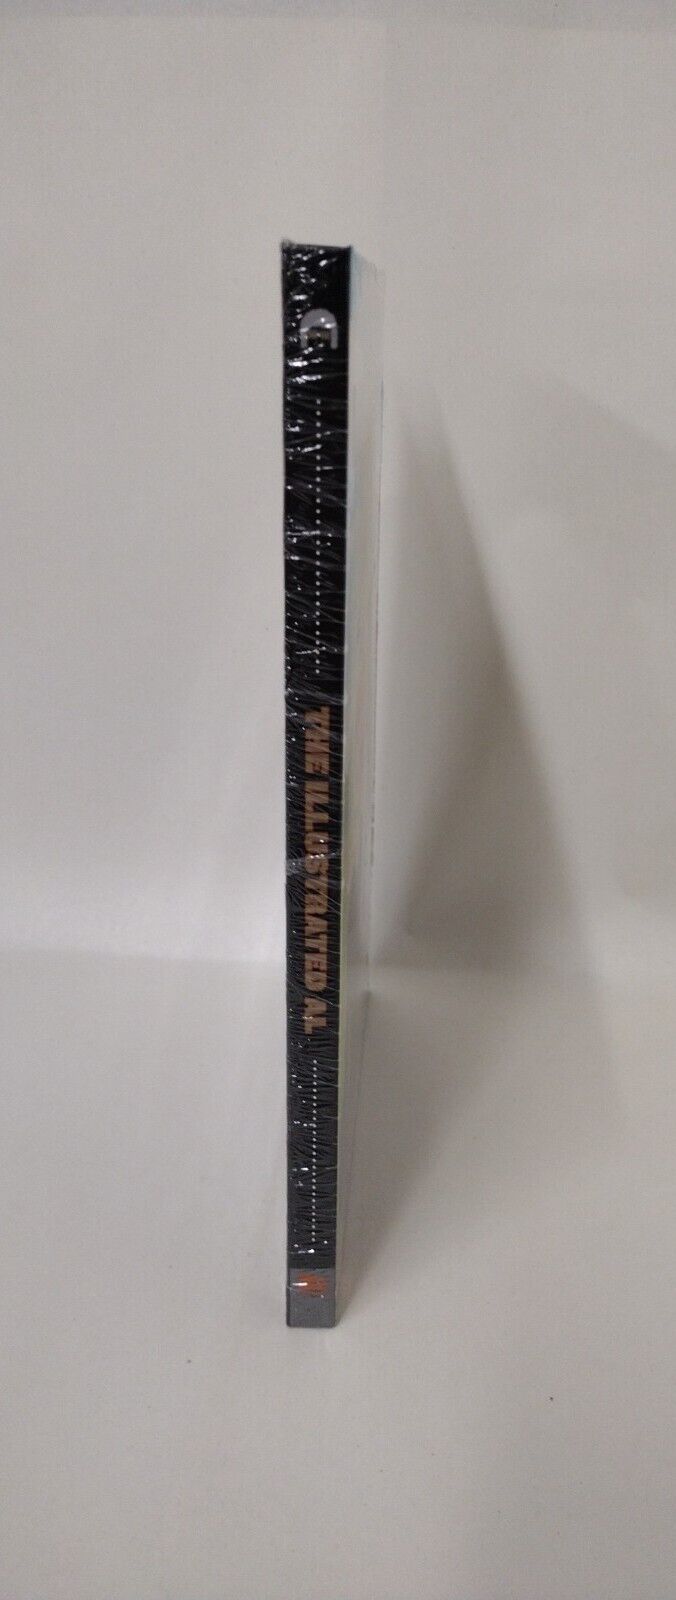 THE ILLUSTRATED AL